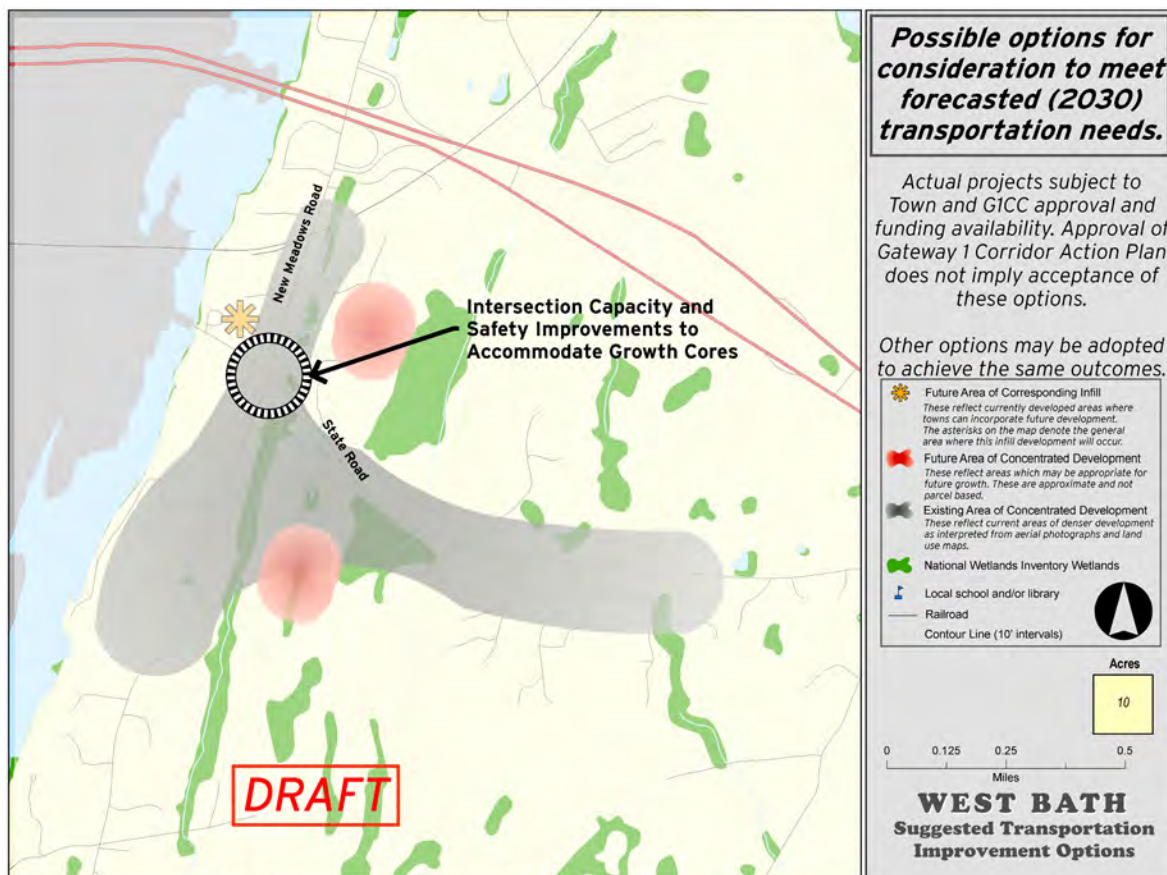 Possible options for
consideration to meet
forecasted (2030)
transportation needs.
Actual projects subject to
Town and G1CC approval and
funding availability. Approval of
Gateway 1 Corridor Action Plan
does not imply acceptance of
these options.
Other options may be adopted
to achieve the same outcomes.
Future Area of Corresponding Infill
These reflect currently developed areas where
towns can incorporate future development.
The asterisks on the map denote the general
area where this infill development will occur.
Future Area of Concentrated Development
These reflect areas which may be appropriate for
future growth. These are approximate and not
parcel based.
Existing Area of Concentrated Development
These reflect current areas of denser development
as interpreted from aerial photographs and land
use maps.
National Wetlands Inventory Wetlands
Local school and/or library
Railroad
Contour Line (10' intervals)
Acres
10
0 0.125 0.25 0.5
Miles
WEST BATH
Suggested Transportation
Improvement Options
New Meadows Road
Intersection Capacity and
Safety Improvements to
Accommodate Growth Cores
State Road
DRAFT